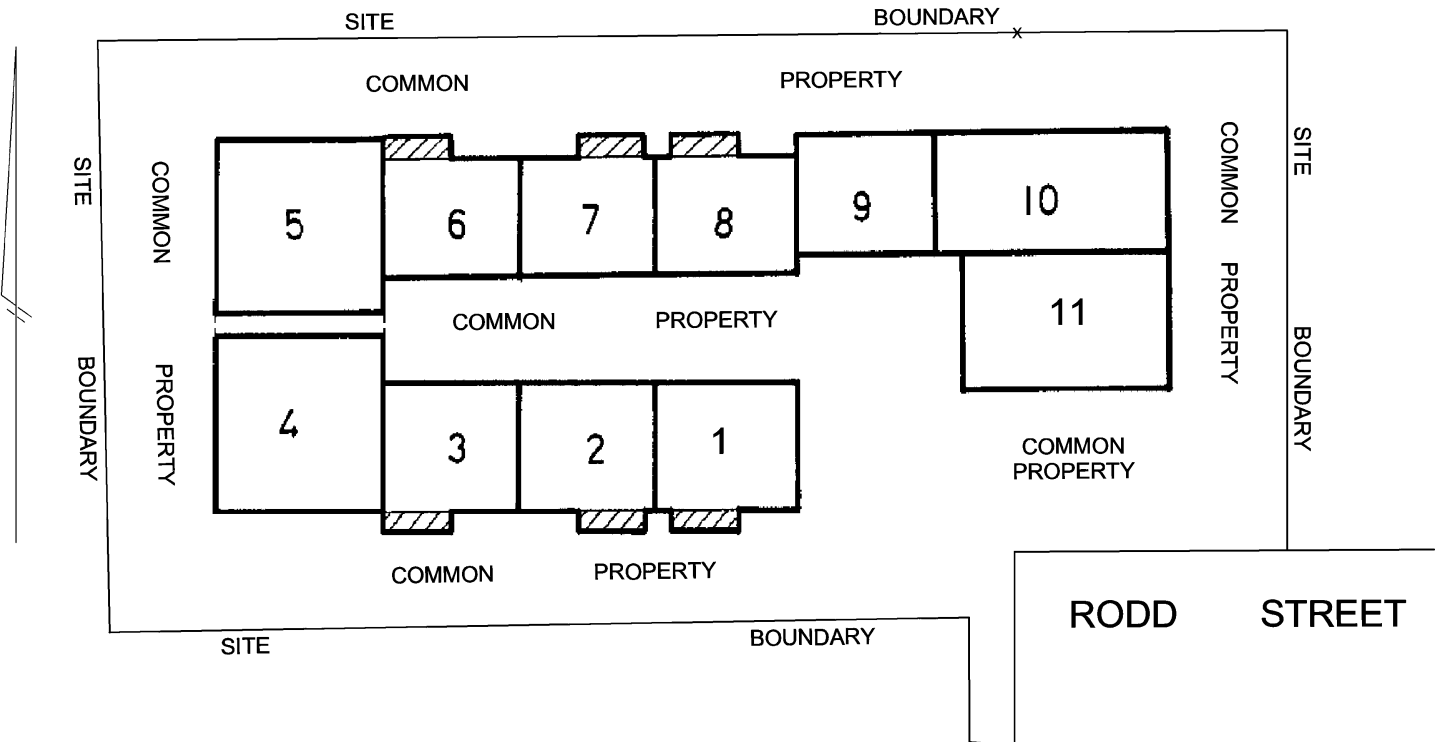 SITE BOUNDARY
x
COMMON PROPERTY
SITE
BOUNDARY
COMMON
PROPERTY
5
6
7
8
9
10
COMMON
PROPERTY
SITE
BOUNDARY
11
COMMON PROPERTY
4
3
2
1
COMMON
PROPERTY
COMMON PROPERTY
RODD STREET
SITE BOUNDARY